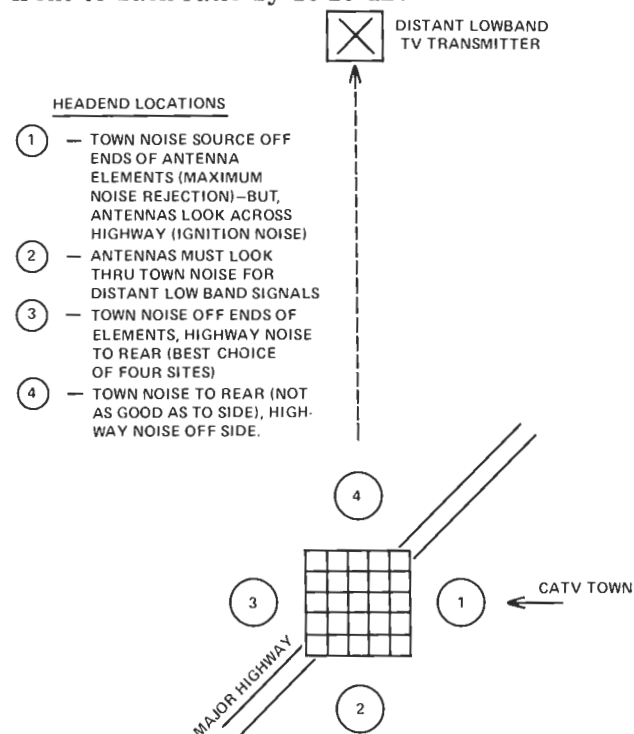 ratio by
DISTANT LOWBAND
TV TRANSMITTER
HEADEND LOCATIONS
1 — TOWN NOISE SOURCE OFF
ENDS OF ANTENNA
ELEMENTS (MAXIMUM
NOISE REJECTION)–BUT,
ANTENNAS LOOK ACROSS
HIGHWAY (IGNITION NOISE)
2 — ANTENNAS MUST LOOK
THRU TOWN NOISE FOR
DISTANT LOW BAND SIGNALS
3 — TOWN NOISE OFF ENDS OF
ELEMENTS, HIGHWAY NOISE
TO REAR (BEST CHOICE
OF FOUR SITES)
4 — TOWN NOISE TO REAR (NOT
AS GOOD AS TO SIDE), HIGH-
WAY NOISE OFF SIDE.
4
3
1
CATV TOWN
MAJOR HIGHWAY
2